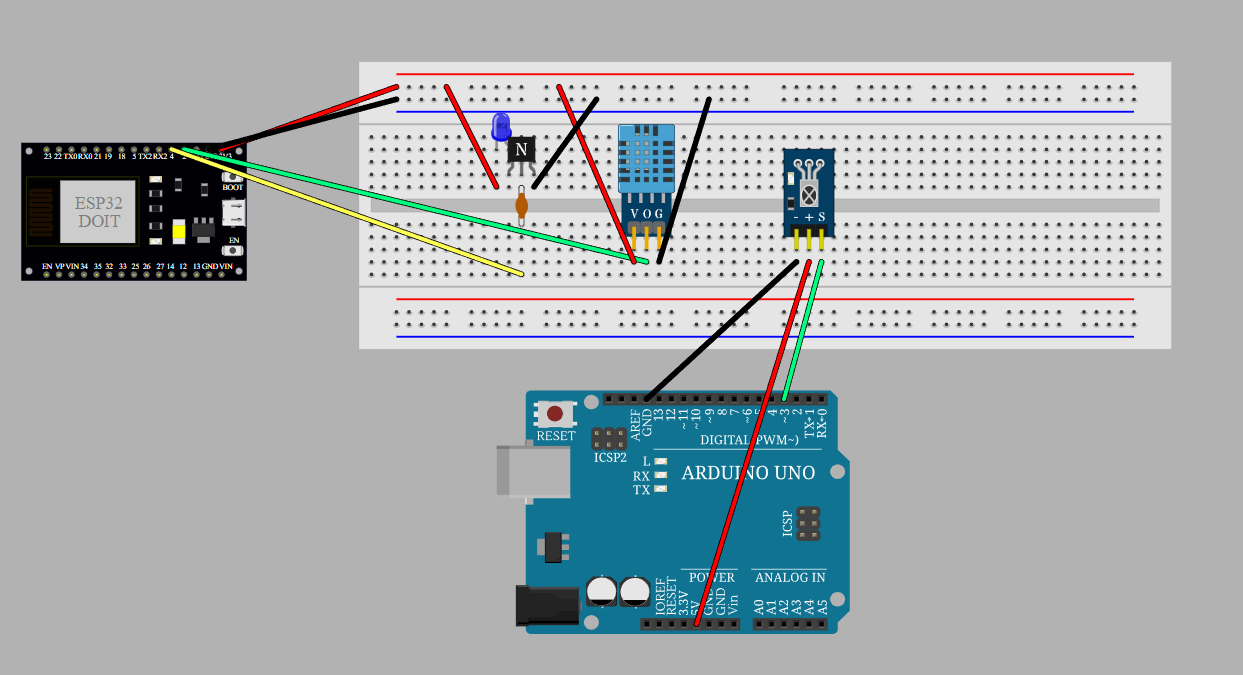 23 22 TX0 RX0 21 19 18 5 TX2 RX2 4
BOOT
ESP32
DOIT
EN
EN VP VIN 34 35 32 33 25 26 27 14 12 13 GND VIN
N
V O G
- + S
RESET
ICSP2
AREF
GND
13
12
~11
~10
~9
8
7
~6
4
~3
2
TX→1
RX←0
DIGITAL (PWM~)
L
RX
TX
ARDUINO UNO
ICSP
POWER
ANALOG IN
IOREF
RESET
3.3V
5V
GND
GND
Vin
A0
A1
A2
A3
A4
A5